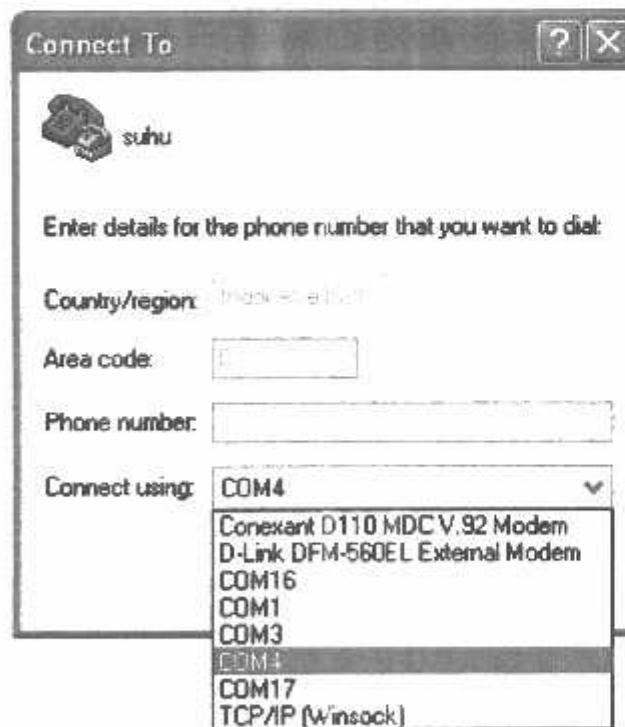 Connect To
suhu
Enter details for the phone number that you want to dial:
Country/region:
Area code:
Phone number:
Connect using: COM4
Conexant D110 MDC V.92 Modem
D-Link DFM-560EL External Modem
COM16
COM1
COM3
COM4
COM17
TCP/IP (Winsock)